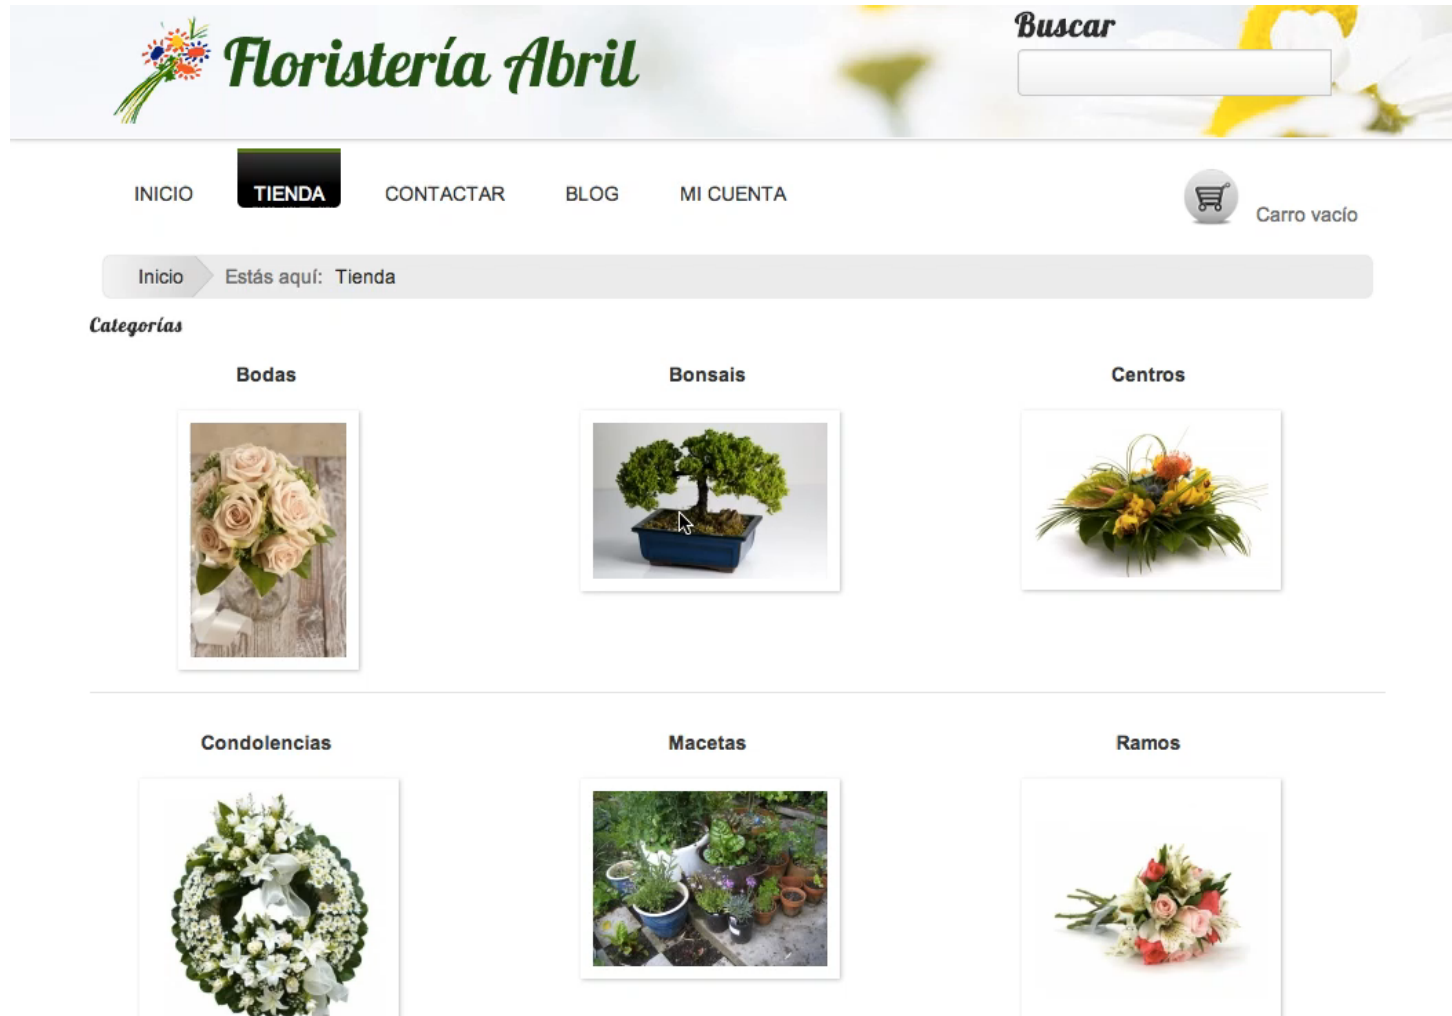 Floristería Abril
Buscar
INICIO TIENDA CONTACTAR BLOG MI CUENTA
Carro vacío
Inicio Estás aquí: Tienda
Categorías
Bodas Bonsais Centros
Condolencias Macetas Ramos